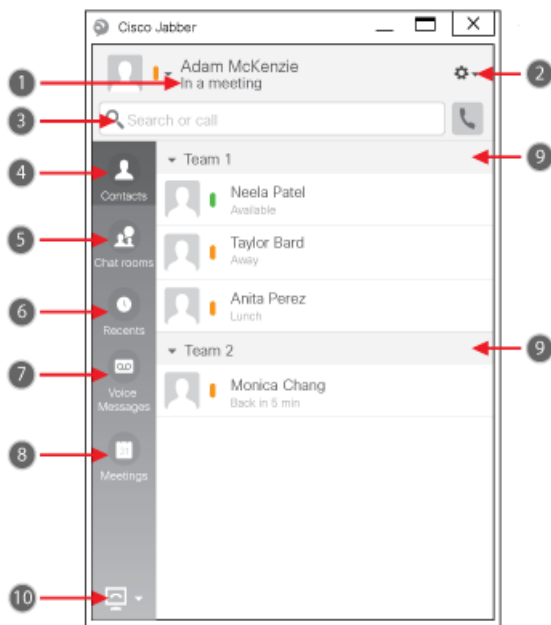 Cisco Jabber
Adam McKenzie
1
In a meeting
2
3
Search or call
Team 1
9
4
Contacts
Neela Patel
Available
5
Chat rooms
Taylor Bard
Away
6
Recents
Anita Perez
Lunch
Team 2
9
7
Voice
Messages
Monica Chang
Back in 5 min
8
31
Meetings
10